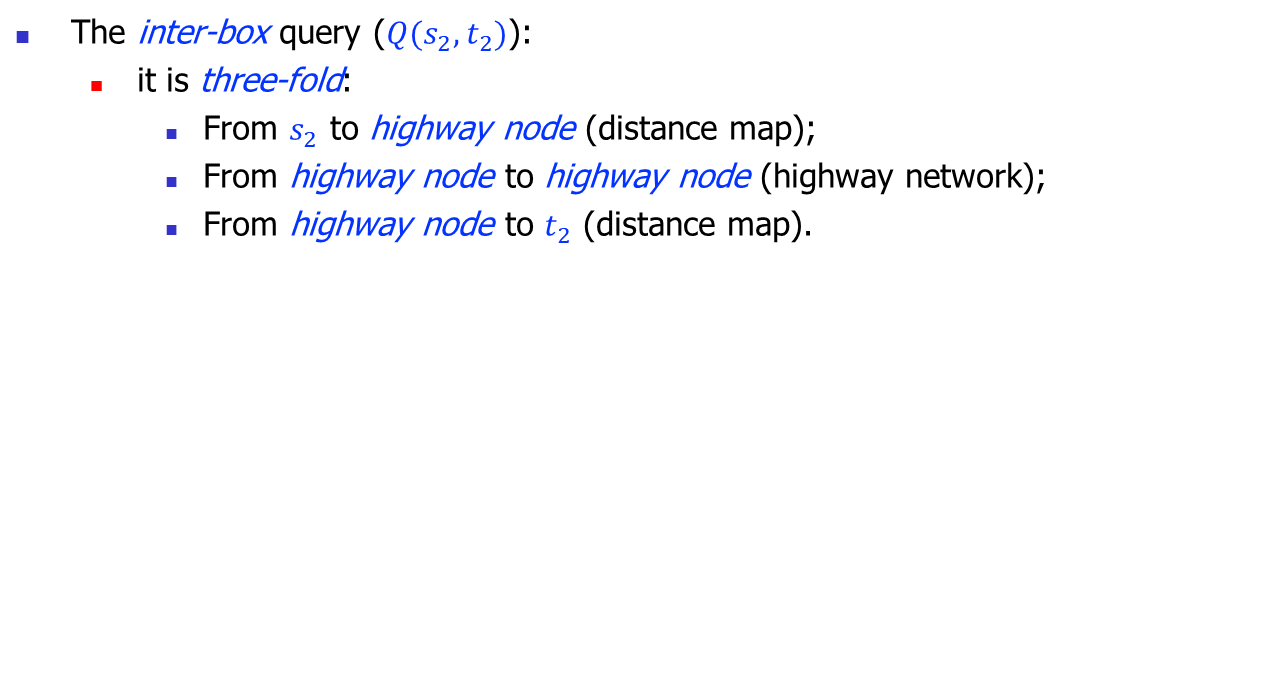 The inter-box query (Q(s₂, t₂)):
it is three-fold:
From s₂ to highway node (distance map);
From highway node to highway node (highway network);
From highway node to t₂ (distance map).